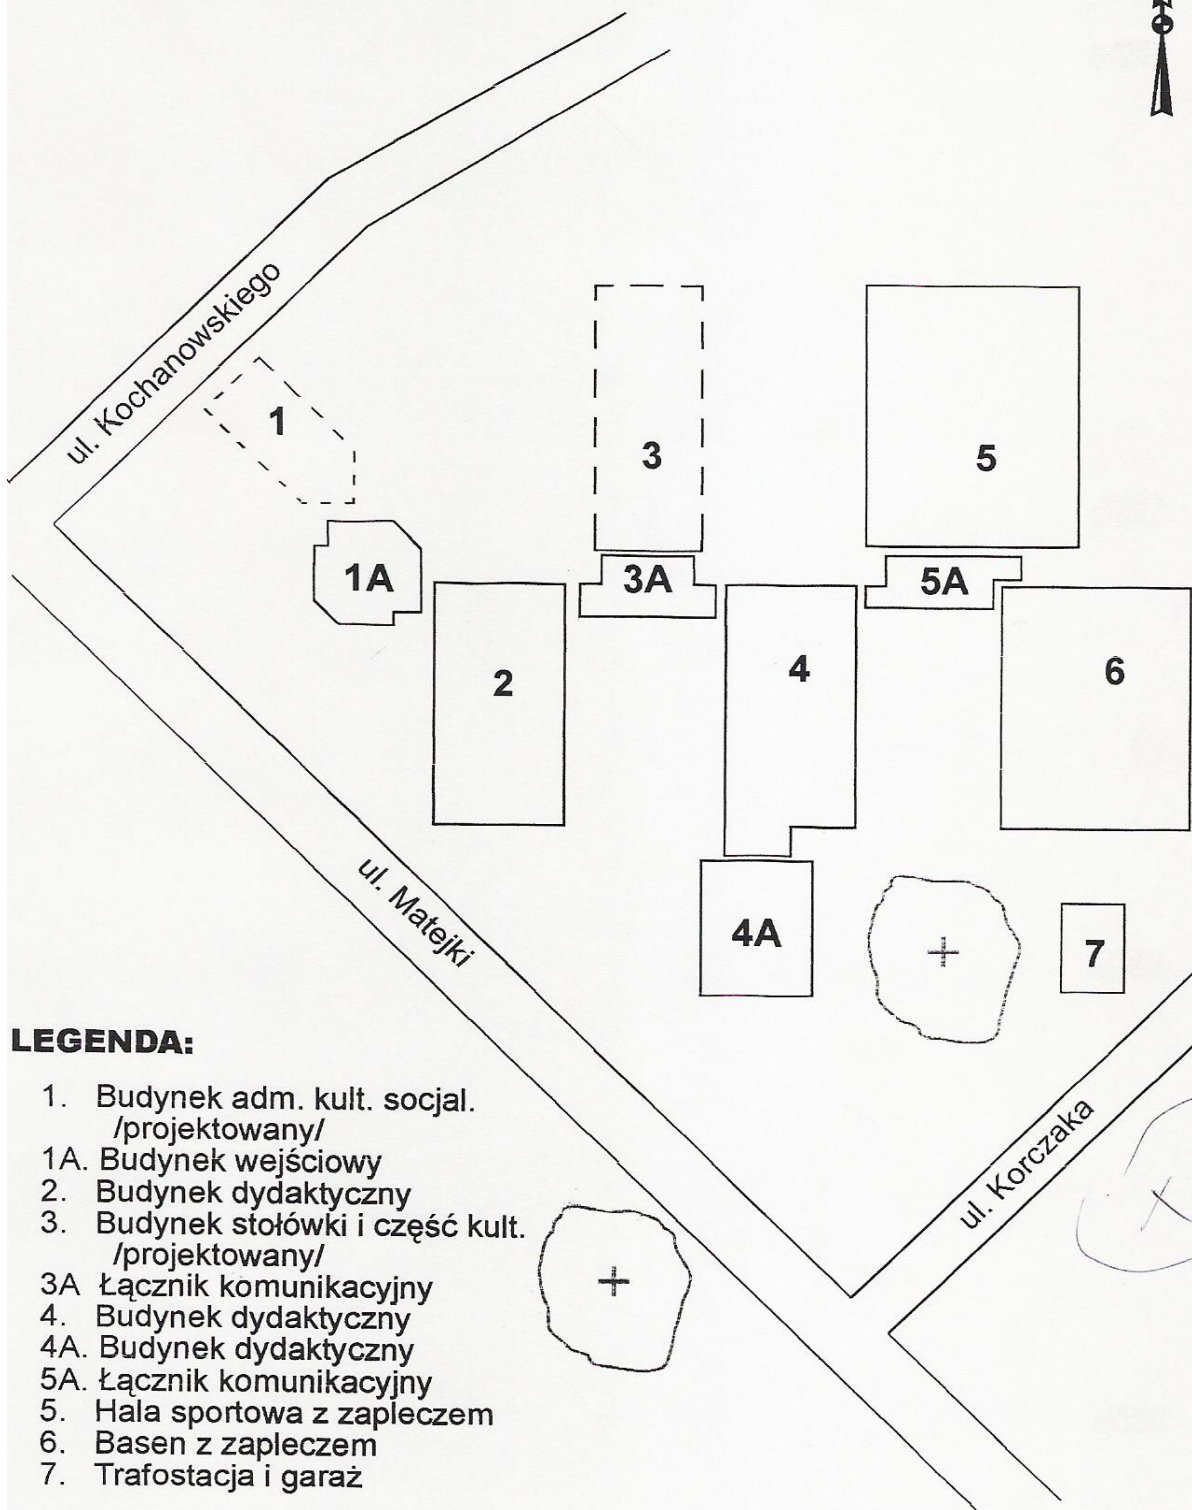 ul. Kochanowskiego
1
3
5
1A
3A
5A
2
4
6
ul. Matejki
4A
7
ul. Korczaka
LEGENDA:
1. Budynek adm. kult. socjal.
/projektowany/
1A. Budynek wejściowy
2. Budynek dydaktyczny
3. Budynek stołówki i część kult.
/projektowany/
3A Łącznik komunikacyjny
4. Budynek dydaktyczny
4A. Budynek dydaktyczny
5A. Łącznik komunikacyjny
5. Hala sportowa z zapleczem
6. Basen z zapleczem
7. Trafostacja i garaż